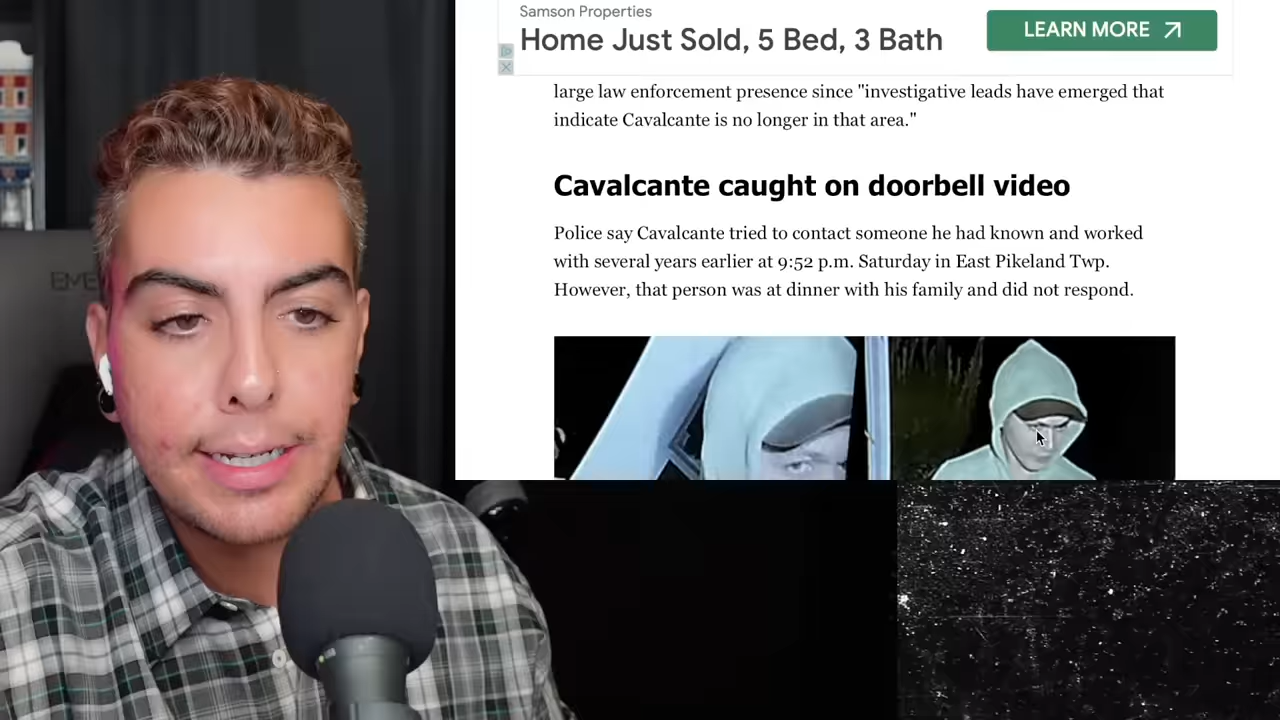 Samson Properties
Home Just Sold, 5 Bed, 3 Bath
LEARN MORE
large law enforcement presence since "investigative leads have emerged that
indicate Cavalcante is no longer in that area."
Cavalcante caught on doorbell video
Police say Cavalcante tried to contact someone he had known and worked
with several years earlier at 9:52 p.m. Saturday in East Pikeland Twp.
However, that person was at dinner with his family and did not respond.